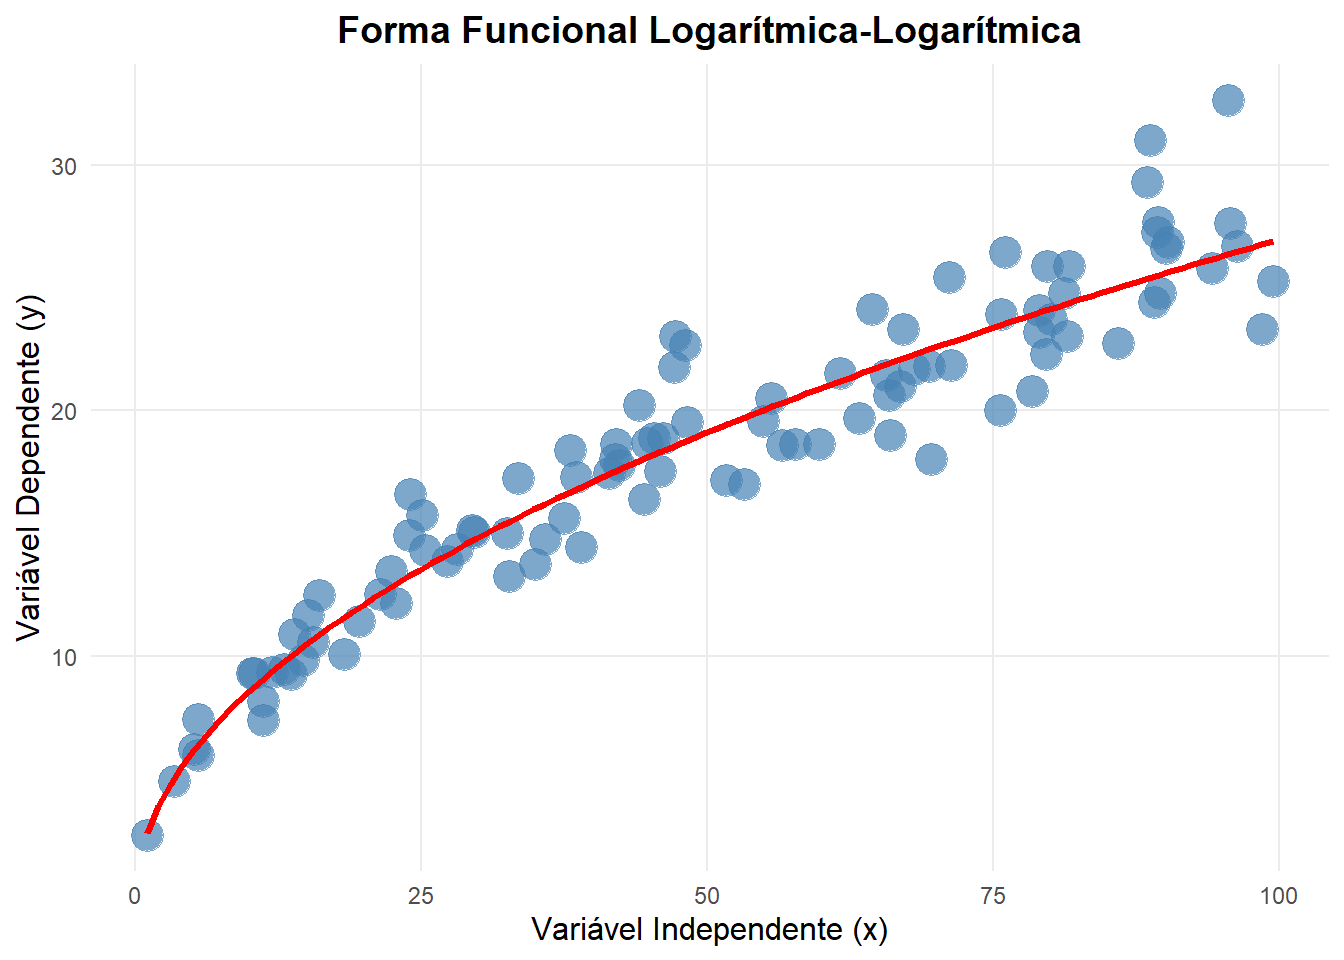 Forma Funcional Logarítmica-Logarítmica
30
20
10
Variável Dependente (y)
0 25 50 75 100
Variável Independente (x)